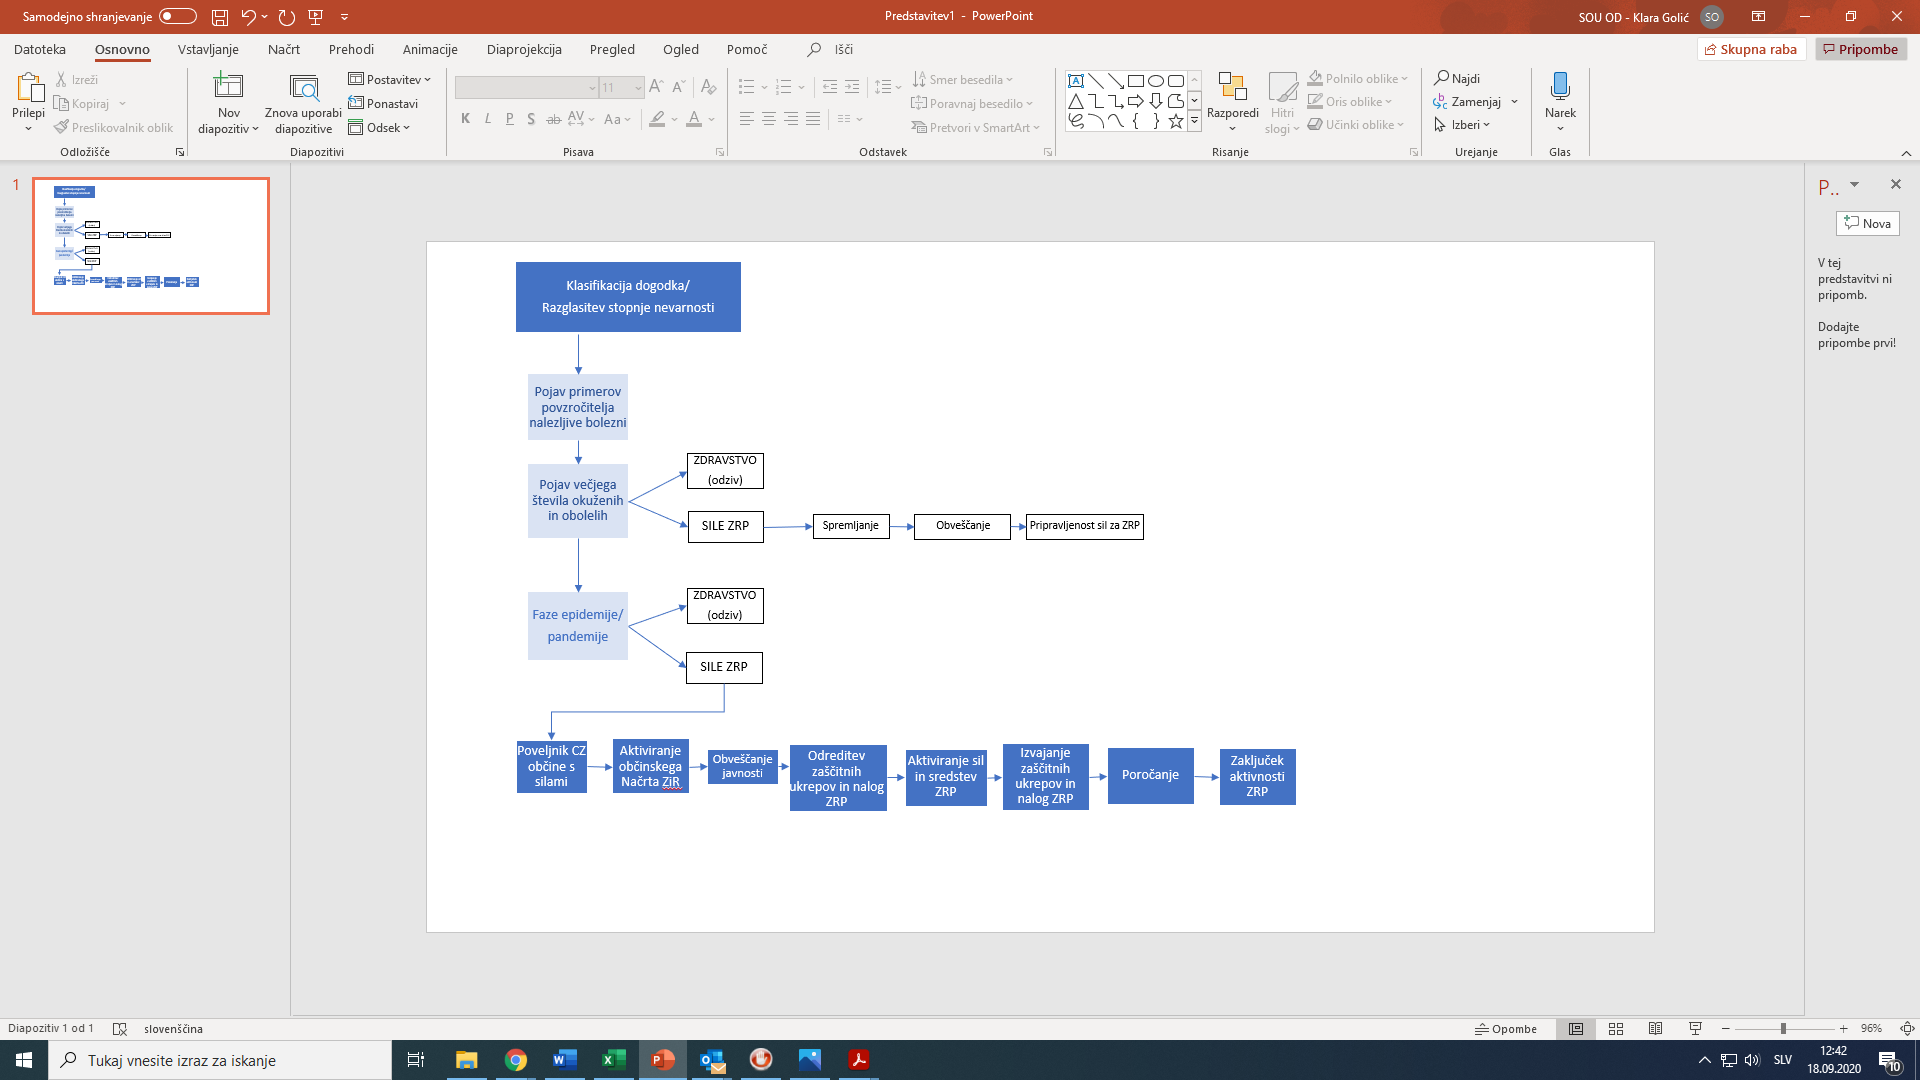 Samodejno shranjevanje
Predstavitev1 - PowerPoint
SOU OD - Klara Golić
SO
Datoteka
Osnovno
Vstavljanje
Načrt
Prehodi
Animacije
Diaprojekcija
Pregled
Ogled
Pomoč
Išči
Skupna raba
Pripombe
Prilepi
Izreži
Kopiraj
Preslikovalnik oblik
Odložišče
Nov
diapozitiv
Znova uporabi
diapozitive
Postavitev
Ponastavi
Odsek
Diapozitivi
11
K L P S ab AV Aa A
Pisava
Smer besedila
Poravnaj besedilo
Pretvori v SmartArt
Odstavek
Razporedi
Hitri
slogi
Polnilo oblike
Oris oblike
Učinki oblike
Risanje
Najdi
Zamenjaj
Izberi
Urejanje
Narek
Glas
1
P..
Nova
V tej
predstavitvi ni
pripomb.
Dodajte
pripombe prvi!
Klasifikacija dogodka/
Razglasitev stopnje nevarnosti
Pojav primerov
povzročitelja
nalezljive bolezni
Pojav večjega
števila okuženih
in obolelih
ZDRAVSTVO
(odziv)
SILE ZRP
Spremljanje
Obveščanje
Pripravljenost sil za ZRP
Faze epidemije/
pandemije
ZDRAVSTVO
(odziv)
SILE ZRP
Poveljnik CZ
občine s
silami
Aktiviranje
občinskega
Načrta ZiR
Obveščanje
javnosti
Odreditev
zaščitnih
ukrepov in nalog
ZRP
Aktiviranje sil
in sredstev
ZRP
Izvajanje
zaščitnih
ukrepov in
nalog ZRP
Poročanje
Zaključek
aktivnosti
ZRP
Diapozitiv 1 od 1
slovenščina
Opombe
96%
Tukaj vnesite izraz za iskanje
SLV
12:42
18.09.2020
10